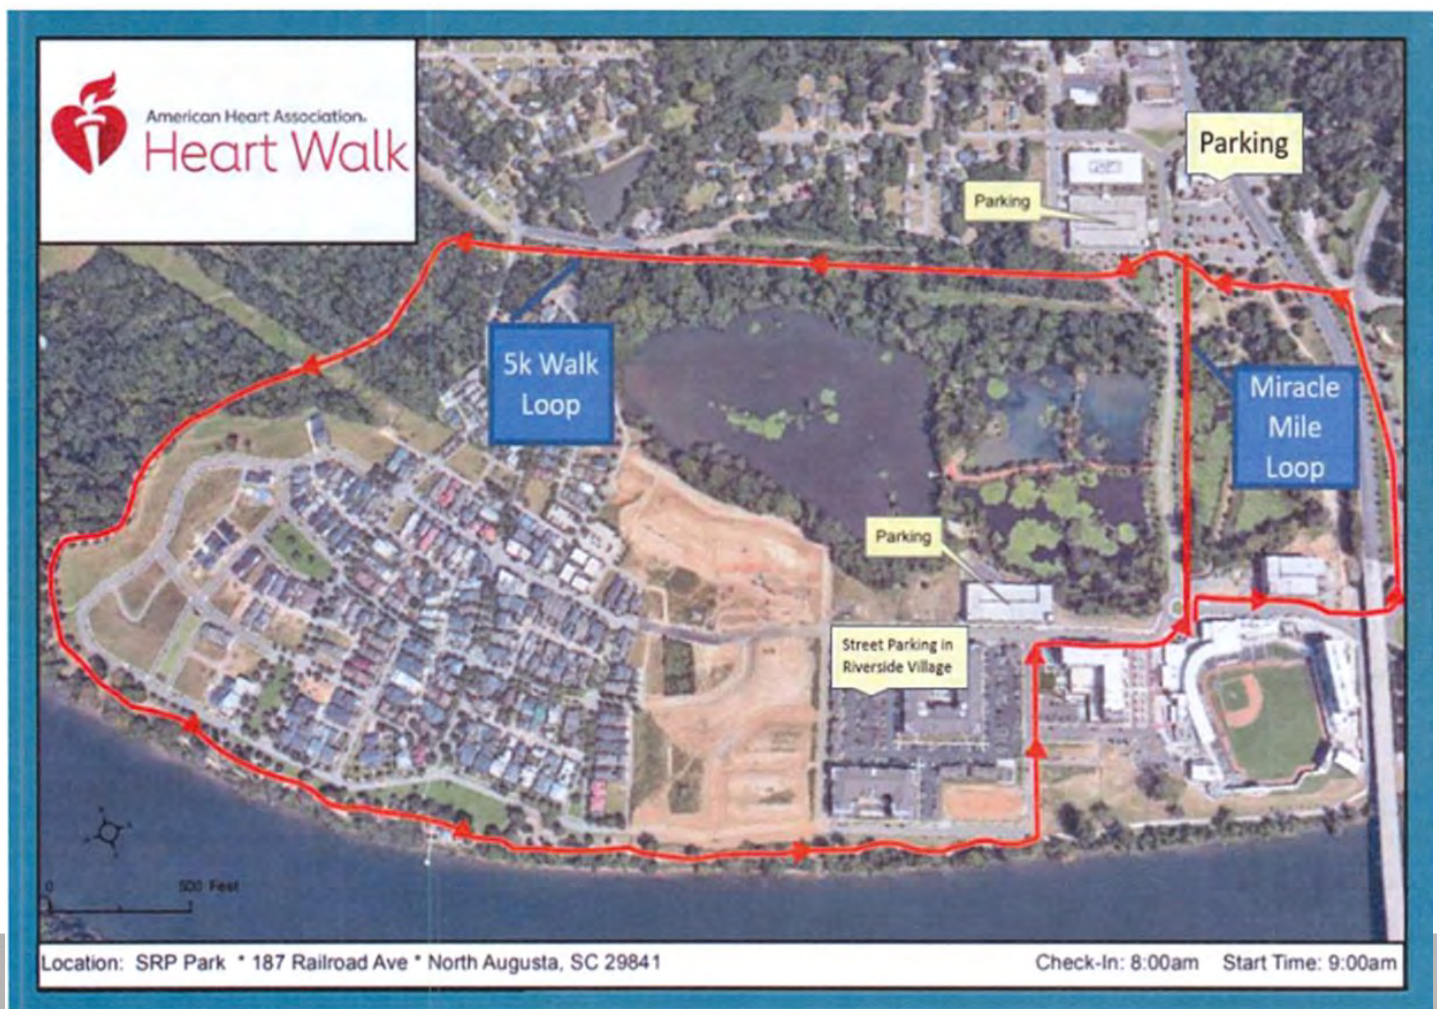 American Heart Association.
Heart Walk
Parking
Parking
5k Walk
Loop
Miracle
Mile
Loop
Parking
Street Parking in
Riverside Village
0 500 Feet
Location: SRP Park * 187 Railroad Ave * North Augusta, SC 29841
Check-In: 8:00am Start Time: 9:00am